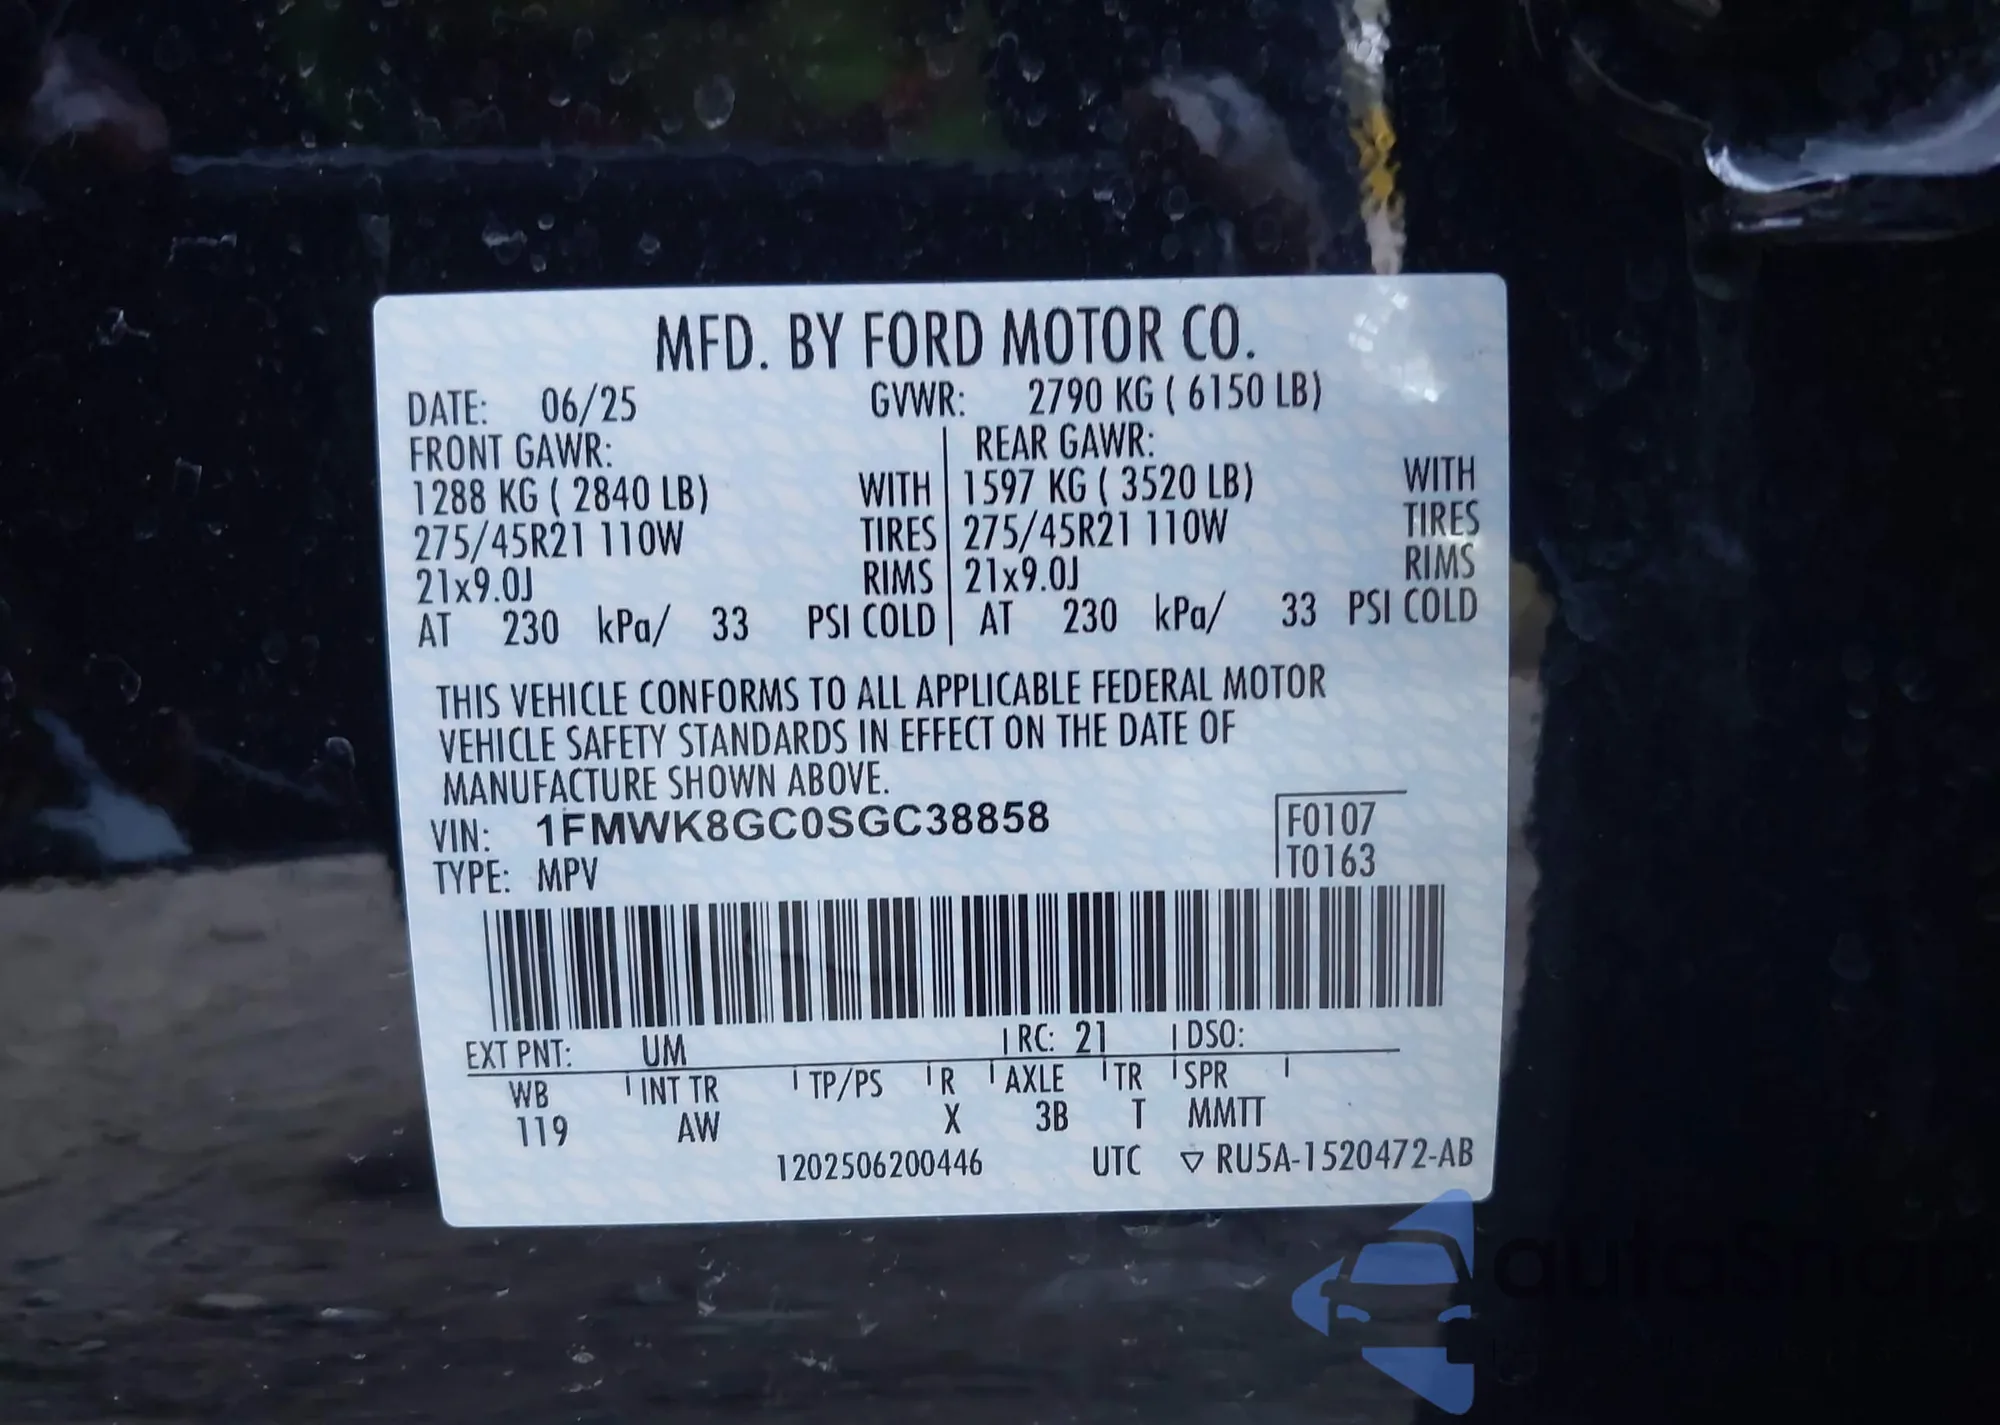 MFD. BY FORD MOTOR CO.
DATE: 06/25 GVWR: 2790 KG ( 6150 LB)
FRONT GAWR: REAR GAWR:
1288 KG ( 2840 LB) WITH 1597 KG ( 3520 LB) WITH
275/45R21 110W TIRES 275/45R21 110W TIRES
21x9.0J RIMS 21x9.0J RIMS
AT 230 kPa/ 33 PSI COLD AT 230 kPa/ 33 PSI COLD
THIS VEHICLE CONFORMS TO ALL APPLICABLE FEDERAL MOTOR
VEHICLE SAFETY STANDARDS IN EFFECT ON THE DATE OF
MANUFACTURE SHOWN ABOVE.
VIN: 1FMWK8GC0SGC38858 F0107
TYPE: MPV T0163
EXT PNT: UM RC: 21 DSO:
WB INT TR TP/PS R AXLE TR SPR
119 AW X 3B T MMTT
1202506200446 UTC ▽ RU5A-1520472-AB
autosnap